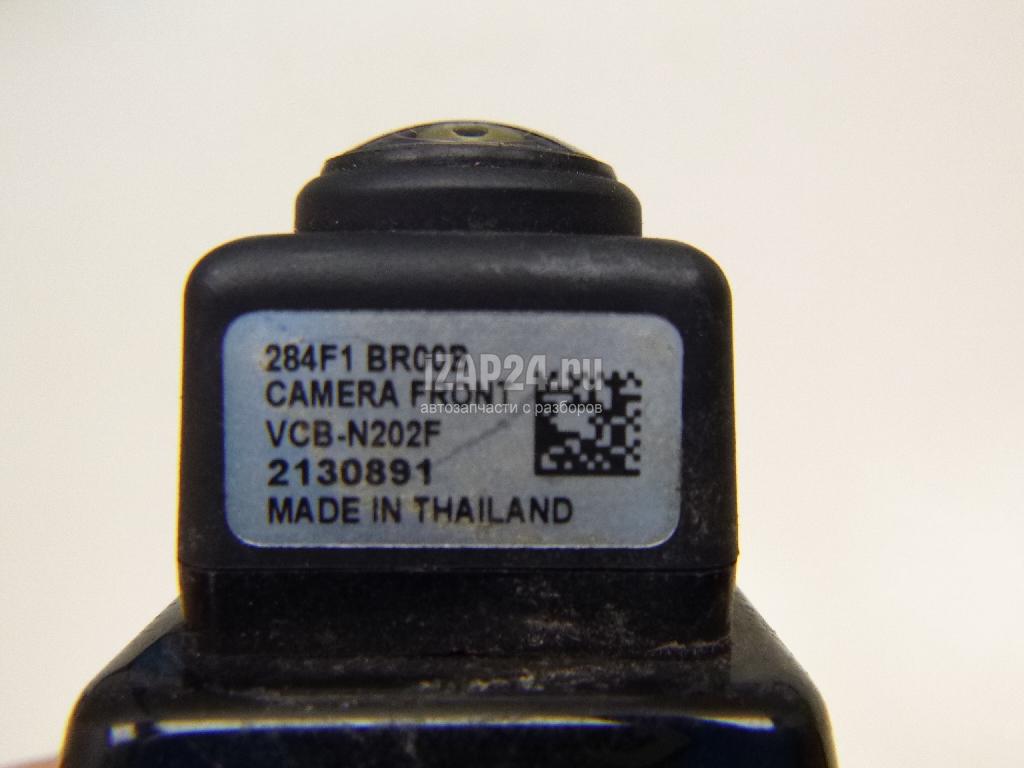 284F1 BR00B
iZAP24.ru
CAMERA FRONT
автозапчасти с разборов
VCB-N202F
2130891
MADE IN THAILAND